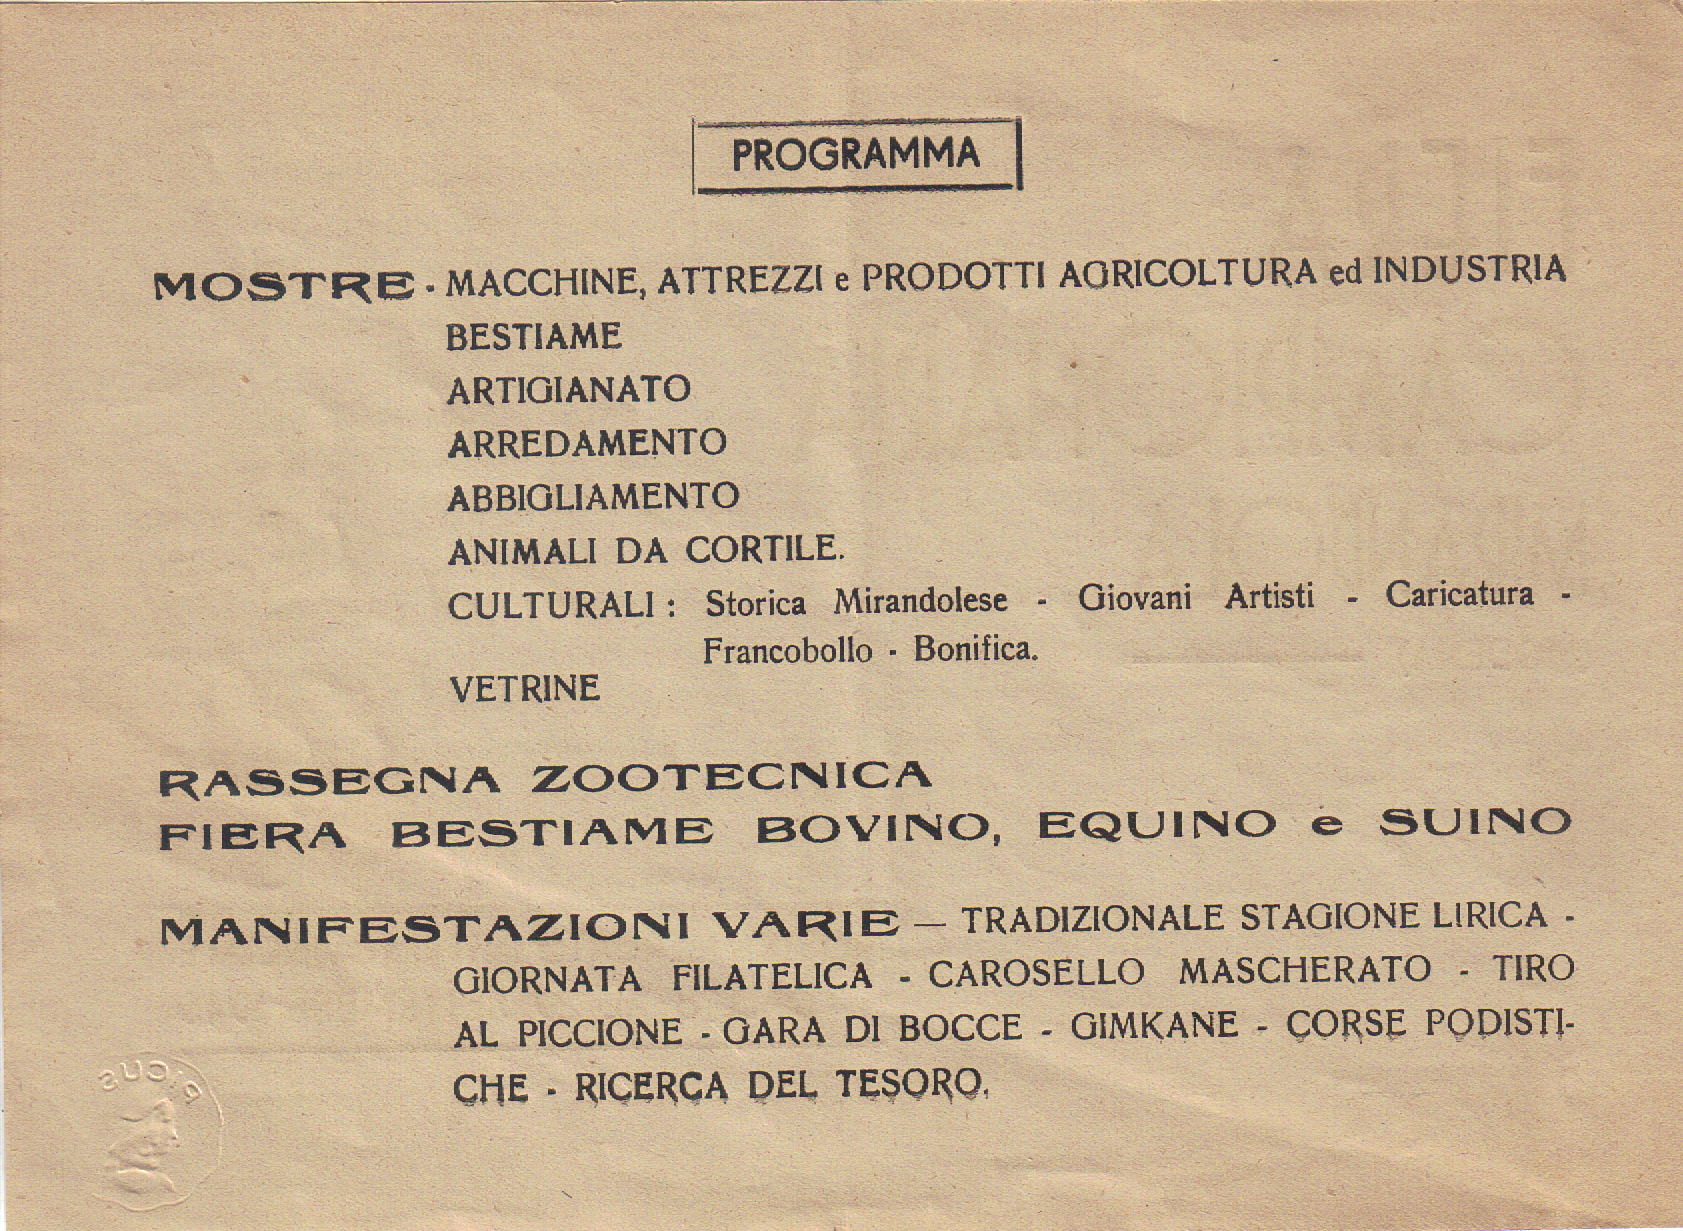 PROGRAMMA
MOSTRE - MACCHINE, ATTREZZI e PRODOTTI AGRICOLTURA ed INDUSTRIA
BESTIAME
ARTIGIANATO
ARREDAMENTO
ABBIGLIAMENTO
ANIMALI DA CORTILE.
CULTURALI : Storica Mirandolese - Giovani Artisti - Caricatura -
Francobollo - Bonifica.
VETRINE
RASSEGNA ZOOTECNICA
FIERA BESTIAME BOVINO, EQUINO e SUINO
MANIFESTAZIONI VARIE — TRADIZIONALE STAGIONE LIRICA -
GIORNATA FILATELICA - CAROSELLO MASCHERATO - TIRO
AL PICCIONE - GARA DI BOCCE - GIMKANE - CORSE PODISTI-
CHE - RICERCA DEL TESORO.